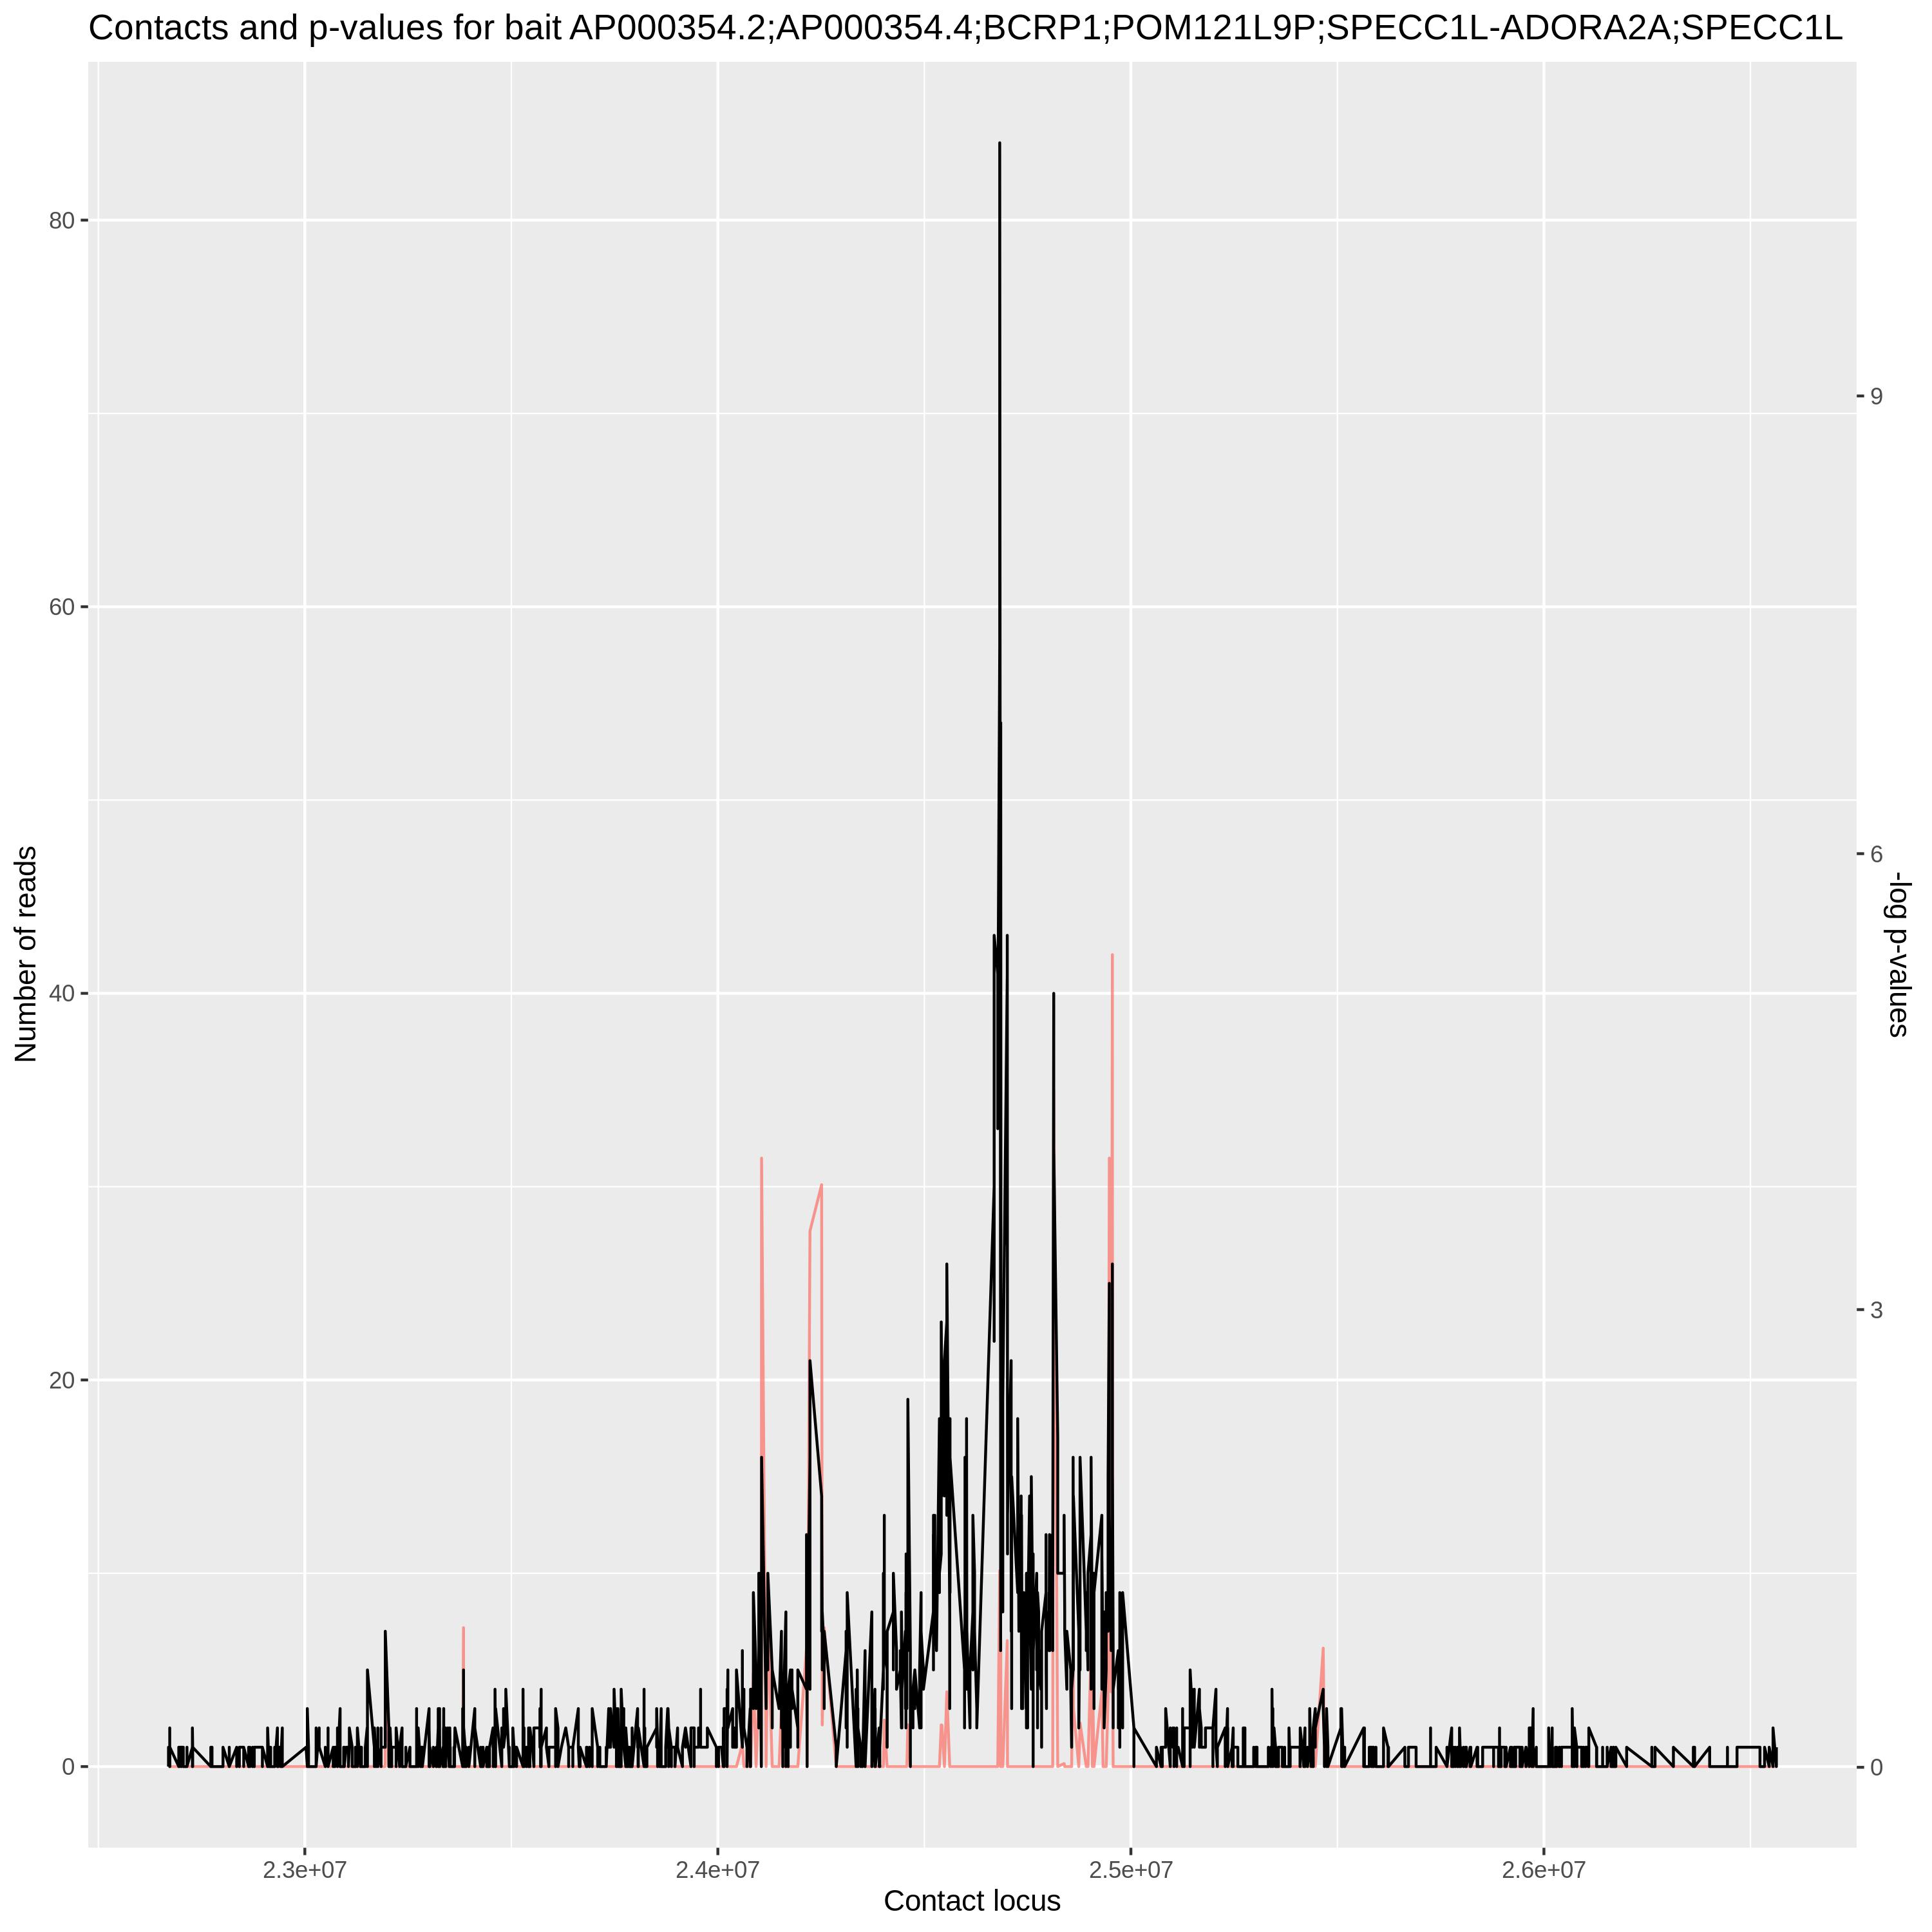 Contacts and p-values for bait AP000354.2;AP000354.4;BCRP1;POM121L9P;SPECC1L-ADORA2A;SPECC1L
Number of reads
80
60
40
20
0
9
6
3
0
-log p-values
2.3e+07 2.4e+07 2.5e+07 2.6e+07
Contact locus